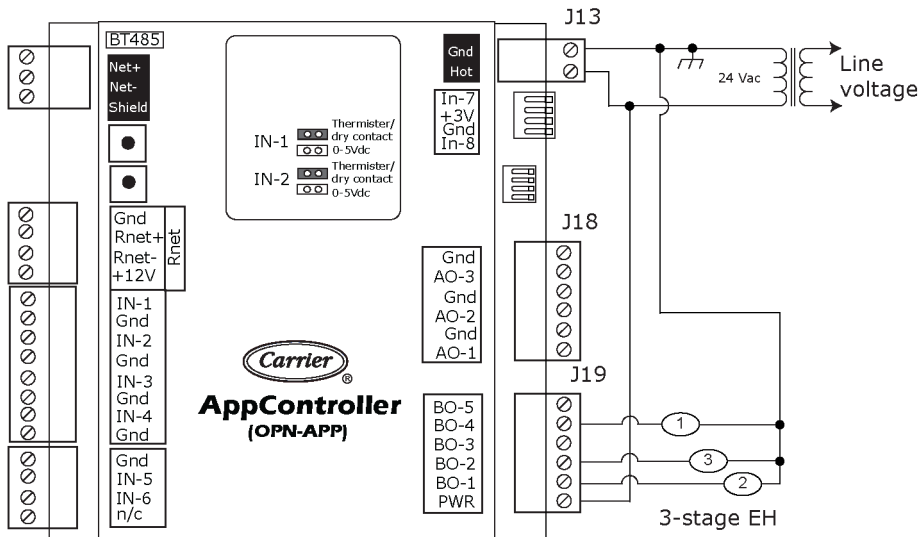 BT485
Net+
Net-
Shield
Gnd
Rnet+
Rnet-
+12V
Rnet
IN-1
Gnd
IN-2
Gnd
IN-3
Gnd
IN-4
Gnd
Gnd
IN-5
IN-6
n/c
IN-1
Thermister/
dry contact
0-5Vdc
IN-2
Thermister/
dry contact
0-5Vdc
Carrier
®
AppController
(OPN-APP)
Gnd
Hot
In-7
+3V
Gnd
In-8
Gnd
AO-3
Gnd
AO-2
Gnd
AO-1
BO-5
BO-4
BO-3
BO-2
BO-1
PWR
J13
J18
J19
24 Vac
Line
voltage
1
3
2
3-stage EH